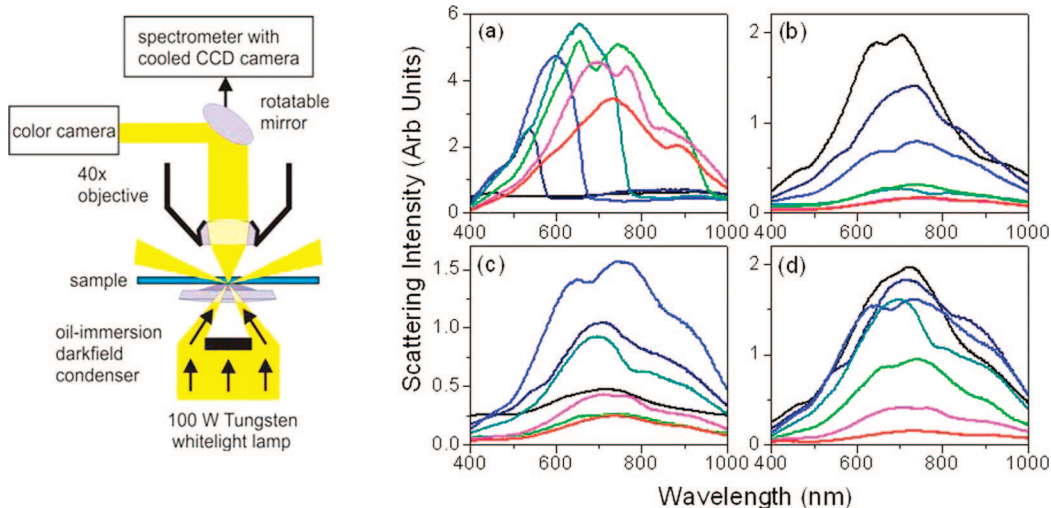 spectrometer with
cooled CCD camera
rotatable
mirror
color camera
40x
objective
sample
oil-immersion
darkfield
condenser
100 W Tungsten
whitelight lamp
Scattering Intensity (Arb Units)
(a)
6
4
2
0
400 600 800 1000
(b)
2
1
0
400 600 800 1000
(c)
1.5
1.0
0.5
0.0
400 600 800 1000
(d)
2
1
0
400 600 800 1000
Wavelength (nm)